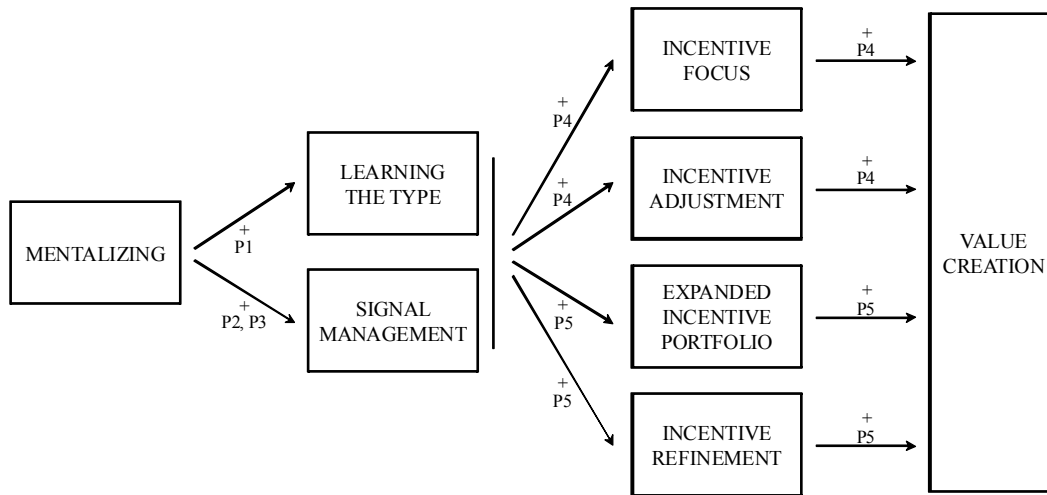 MENTALIZING
+
P1
+
P2, P3
LEARNING
THE TYPE
SIGNAL
MANAGEMENT
+
P4
+
P4
+
P5
+
P5
INCENTIVE
FOCUS
INCENTIVE
ADJUSTMENT
EXPANDED
INCENTIVE
PORTFOLIO
INCENTIVE
REFINEMENT
+
P4
+
P4
+
P5
+
P5
VALUE
CREATION